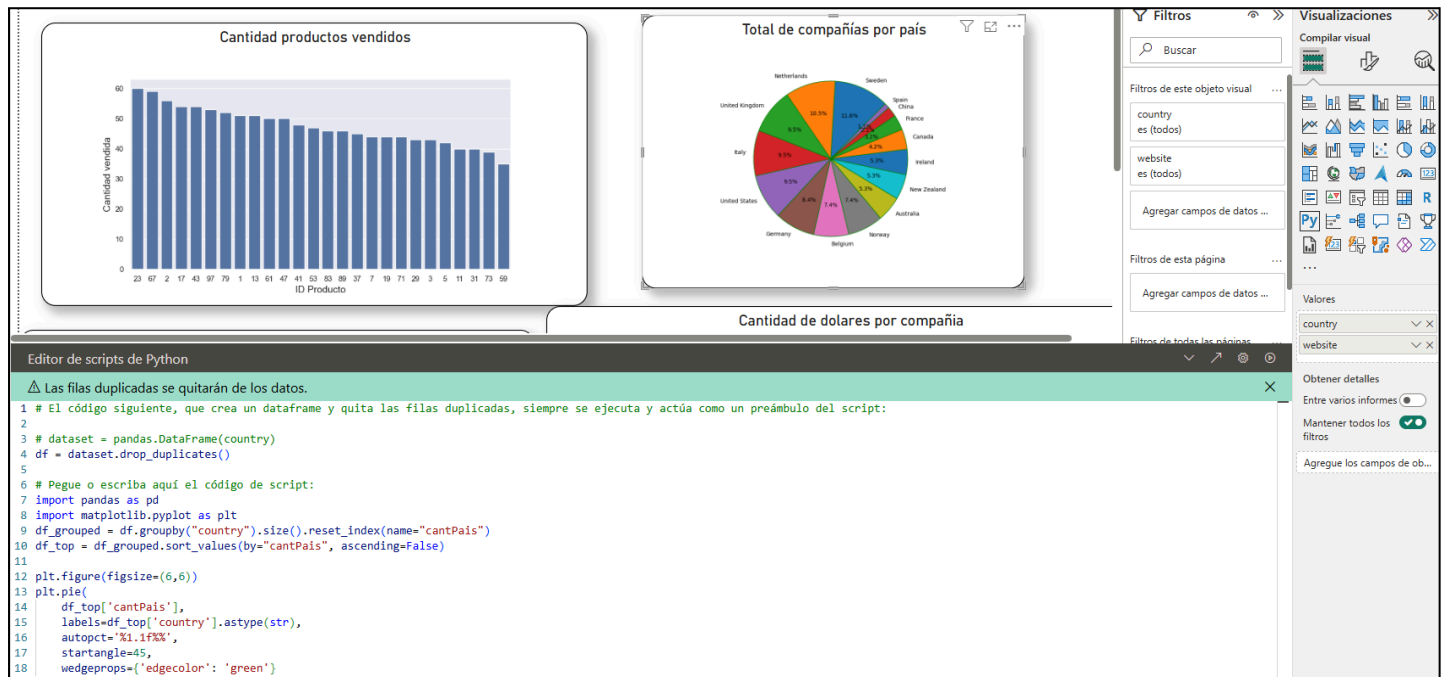 Cantidad productos vendidos
60
50
40
30
20
10
0
Cantidad vendida
23 67 2 17 43 97 79 1 13 61 47 41 53 83 89 37 7 19 71 29 3 5 11 31 73 59
ID Producto
Total de compañías por país
Netherlands
Sweden
Spain
China
France
Canada
Ireland
New Zealand
Australia
Norway
Belgium
Germany
United States
Italy
United Kingdom
10.5%
11.6%
9.5%
9.5%
9.5%
8.4%
7.4%
7.4%
5.3%
5.3%
5.3%
4.2%
Cantidad de dolares por compañia
Filtros
Buscar
Filtros de este objeto visual
country
es (todos)
website
es (todos)
Agregar campos de datos ...
Filtros de esta página
Agregar campos de datos ...
Filtros de todas las páginas
Visualizaciones
Compilar visual
123
R
Py
Valores
country
website
Obtener detalles
Entre varios informes
Mantener todos los
filtros
Agregue los campos de ob...
Editor de scripts de Python
Las filas duplicadas se quitarán de los datos.
1 # El código siguiente, que crea un dataframe y quita las filas duplicadas, siempre se ejecuta y actúa como un preámbulo del script:
2
3 # dataset = pandas.DataFrame(country)
4 df = dataset.drop_duplicates()
5
6 # Pegue o escriba aquí el código de script:
7 import pandas as pd
8 import matplotlib.pyplot as plt
9 df_grouped = df.groupby("country").size().reset_index(name="cantPais")
10 df_top = df_grouped.sort_values(by="cantPais", ascending=False)
11
12 plt.figure(figsize=(6,6))
13 plt.pie(
14 df_top['cantPais'],
15 labels=df_top['country'].astype(str),
16 autopct='%1.1f%%',
17 startangle=45,
18 wedgeprops={'edgecolor': 'green'}